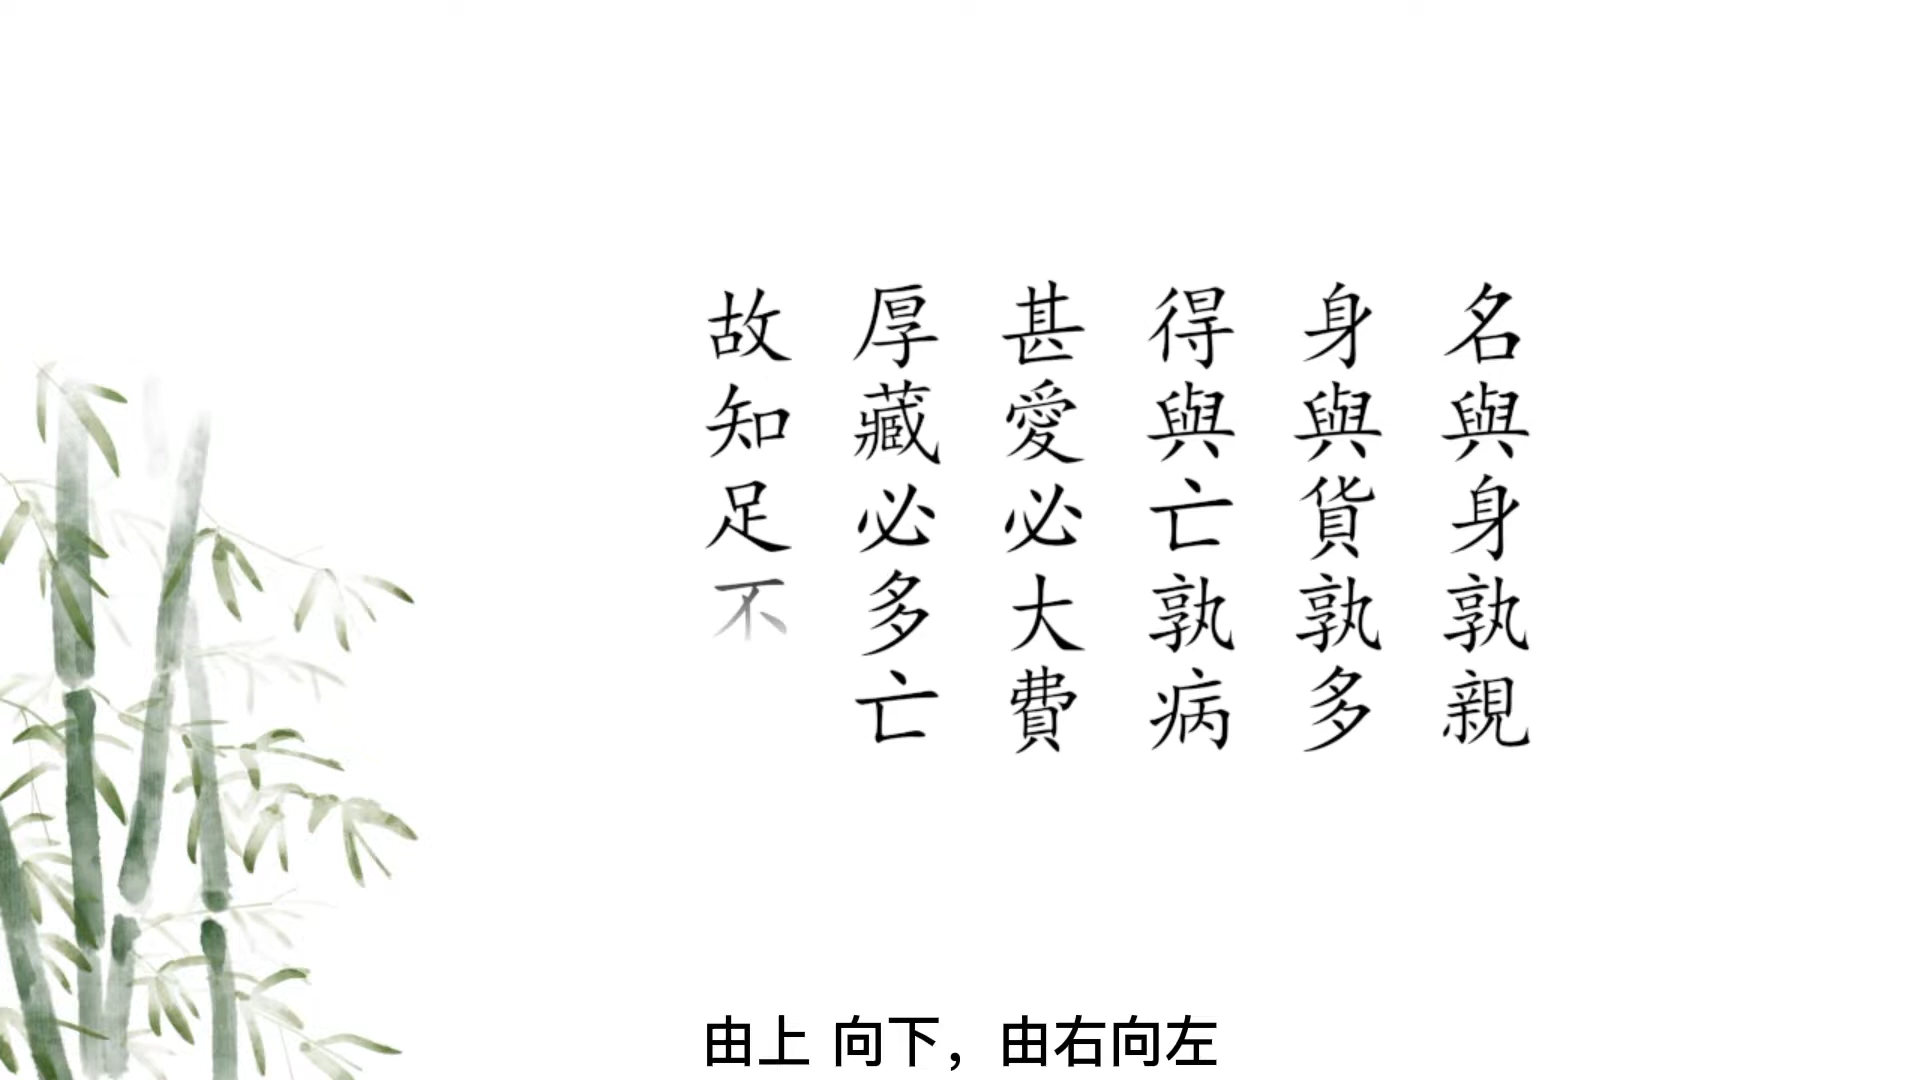 名與身孰親
身與貨孰多
得與亡孰病
甚愛必大費
厚藏必多亡
故知足不
由上 向下，由右向左